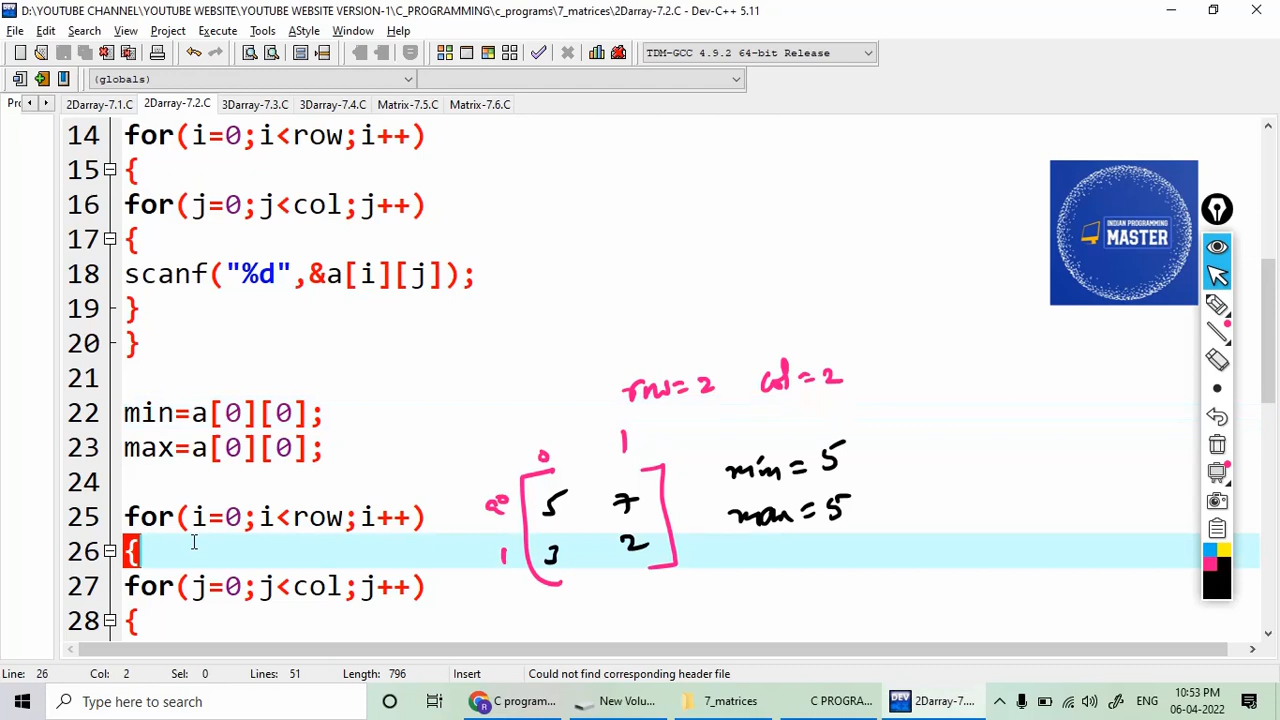 D:\YOUTUBE CHANNEL\YOUTUBE WEBSITE\YOUTUBE WEBSITE VERSION-1\C_PROGRAMMING\c_programs\7_matrices\2Darray-7.2.C - Dev-C++ 5.11
File Edit Search View Project Execute Tools AStyle Window Help
TDM-GCC 4.9.2 64-bit Release
(globals)
Pr
2Darray-7.1.C 2Darray-7.2.C 3Darray-7.3.C 3Darray-7.4.C Matrix-7.5.C Matrix-7.6.C
14 for(i=0;i<row;i++)
15 {
16 for(j=0;j<col;j++)
17 {
18 scanf("%d",&a[i][j]);
19 }
20 }
21
22 min=a[0][0];
23 max=a[0][0];
24
25 for(i=0;i<row;i++)
26 {
27 for(j=0;j<col;j++)
28 {
INDIAN PROGRAMMING
MASTER
row=2 col=2
0 1
5 7
1 3 2
min=5
max=5
Line: 26 Col: 2 Sel: 0 Lines: 51 Length: 796 Insert Could not find corresponding header file
Type here to search
C program... New Volu... 7_matrices C PROGRA... 2Darray-7....
DEV
10:53 PM
06-04-2022